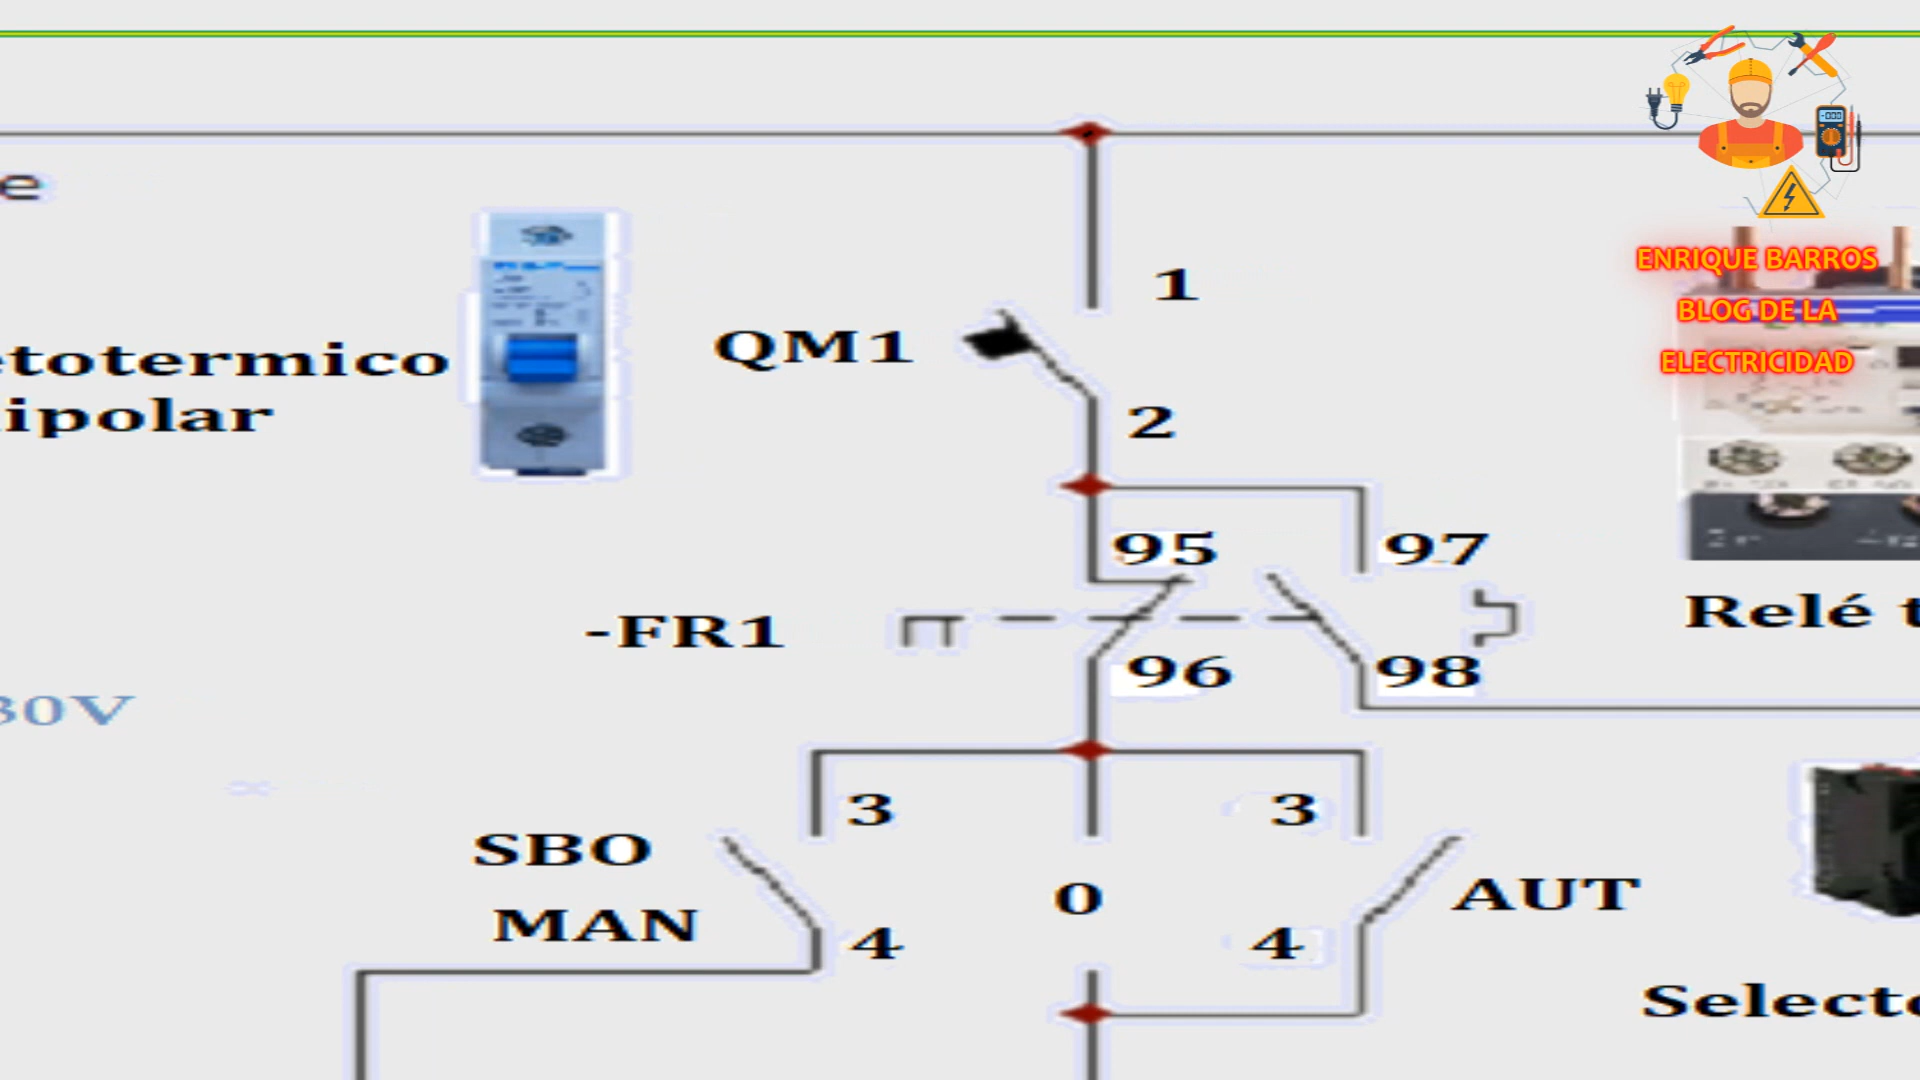 e
ENRIQUE BARROS
BLOG DE LA
ELECTRICIDAD
1
QM1
etotermico
ipolar
2
95
97
-FR1
Relé t
96
98
30V
3
3
SBO
MAN
0
AUT
4
4
Selecto